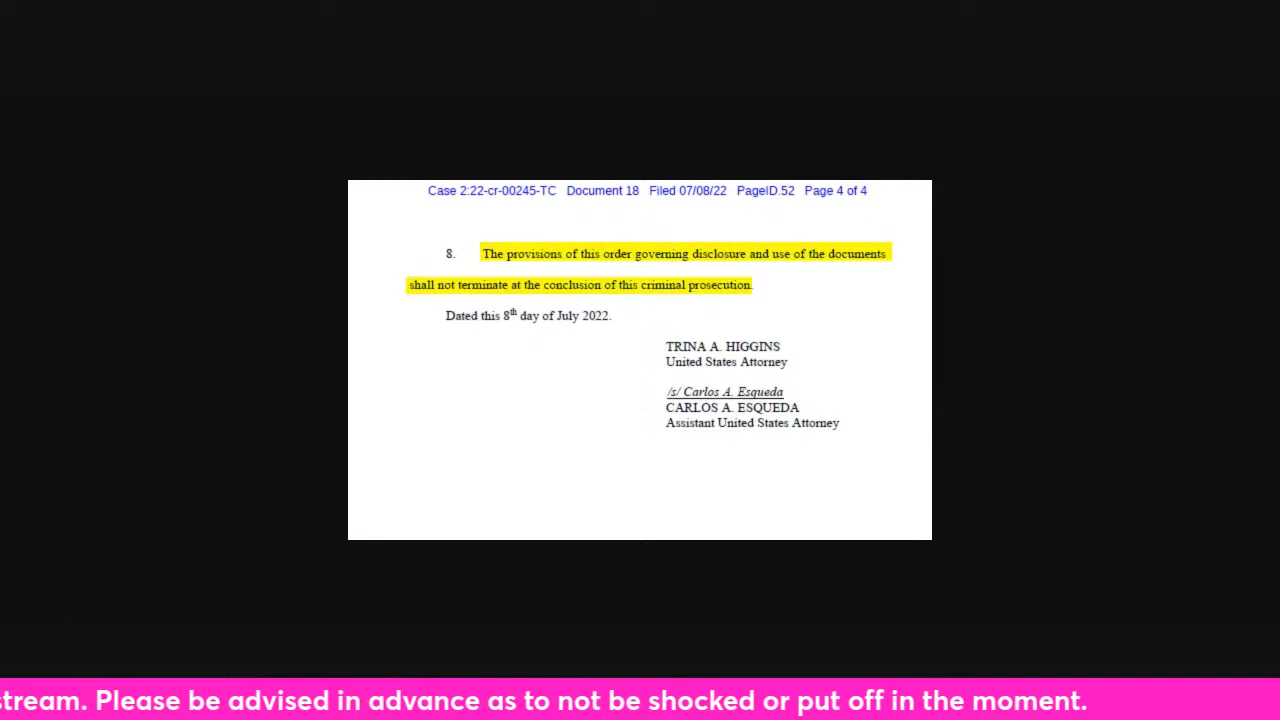 Case 2:22-cr-00245-TC Document 18 Filed 07/08/22 PageID.52 Page 4 of 4
8. The provisions of this order governing disclosure and use of the documents
shall not terminate at the conclusion of this criminal prosecution.
Dated this 8th day of July 2022.
TRINA A. HIGGINS
United States Attorney
/s/ Carlos A. Esqueda
CARLOS A. ESQUEDA
Assistant United States Attorney
stream. Please be advised in advance as to not be shocked or put off in the moment.